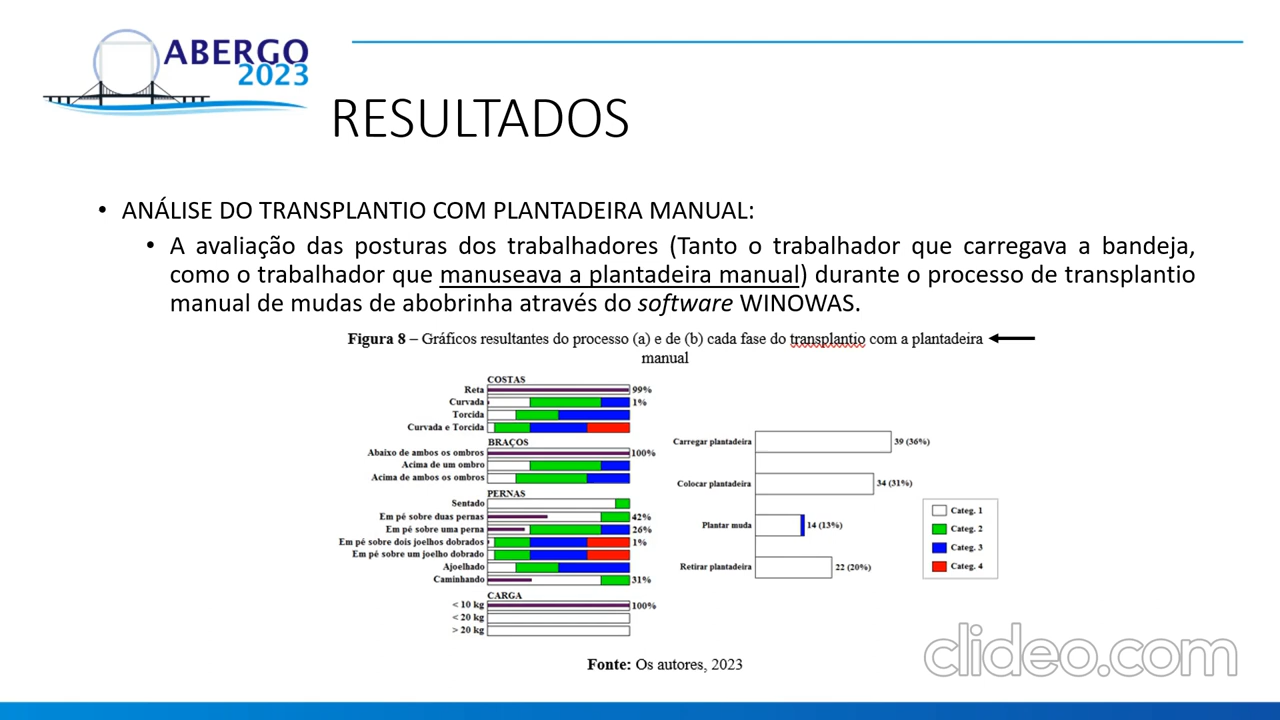 ABERGO
2023
RESULTADOS
• ANÁLISE DO TRANSPLANTIO COM PLANTADEIRA MANUAL:
• A avaliação das posturas dos trabalhadores (Tanto o trabalhador que carregava a bandeja,
como o trabalhador que manuseava a plantadeira manual) durante o processo de transplantio
manual de mudas de abobrinha através do software WINOWAS.
Figura 8 – Gráficos resultantes do processo (a) e de (b) cada fase do transplantio com a plantadeira
manual
COSTAS
Reta 99%
Curvada 1%
Torcida
Curvada e Torcida
BRAÇOS
Abaixo de ambos os ombros 100%
Acima de um ombro
Acima de ambos os ombros
PERNAS
Sentado
Em pé sobre duas pernas 42%
Em pé sobre uma perna 26%
Em pé sobre dois joelhos dobrados 1%
Em pé sobre um joelho dobrado
Ajoelhado
Caminhando 31%
CARGA
< 10 kg 100%
< 20 kg
> 20 kg
Carregar plantadeira 39 (36%)
Colocar plantadeira 34 (31%)
Plantar muda 14 (13%)
Retirar plantadeira 22 (20%)
Categ. 1
Categ. 2
Categ. 3
Categ. 4
Fonte: Os autores, 2023
clideo.com